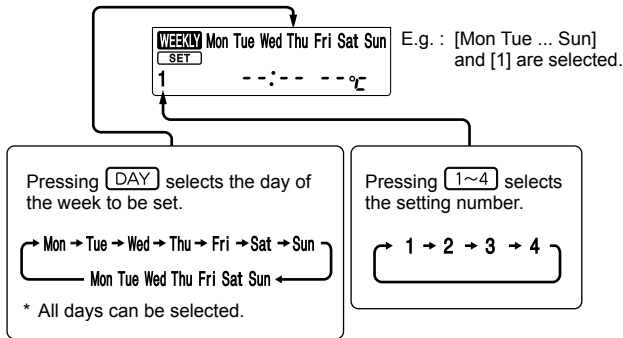 WEEKLY Mon Tue Wed Thu Fri Sat Sun
SET
1 --:-- --°C
E.g. : [Mon Tue ... Sun]
and [1] are selected.
Pressing DAY selects the day of
the week to be set.
Mon → Tue → Wed → Thu → Fri → Sat → Sun
Mon Tue Wed Thu Fri Sat Sun
* All days can be selected.
Pressing 1~4 selects
the setting number.
1 → 2 → 3 → 4